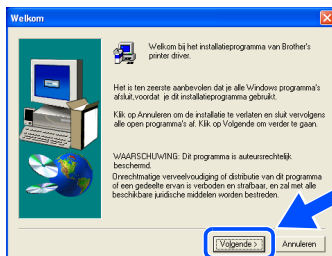 Welkom
Welkom bij het installatieprogramma van Brother's
printer driver.
Het is ten zeerste aanbevolen dat je alle Windows programma's
afsluit,voordat je dit installatieprogramma gebruikt.
Klik op Annuleren om de installatie te verlaten en sluit vervolgens
alle open programma's af. Klik op Volgende om verder te gaan.
WAARSCHUWING: Dit programma is auteursrechtelijk
beschermd.
Onrechtmatige verveelvoudiging of distributie van dit programma
of een gedeelte ervan is verboden en strafbaar, en zal met alle
beschikbare juridische middelen worden bestreden.
Volgende >
Annuleren